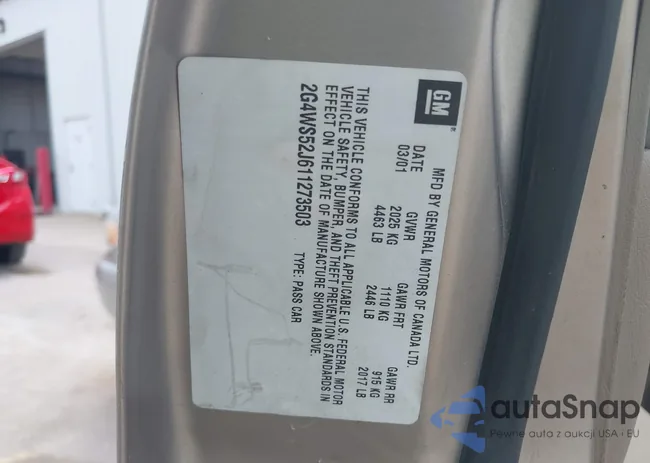 GM
MFD BY GENERAL MOTORS OF CANADA LTD.
DATE GVWR GAWR FRT GAWR RR
03/01 2025 KG 1110 KG 915 KG
4463 LB 2446 LB 2017 LB
THIS VEHICLE CONFORMS TO ALL APPLICABLE U.S. FEDERAL MOTOR
VEHICLE SAFETY, BUMPER, AND THEFT PREVENTION STANDARDS IN
EFFECT ON THE DATE OF MANUFACTURE SHOWN ABOVE.
2G4WS52J611273503 TYPE: PASS CAR
autaSnap
Pewne auta z aukcji USA i EU